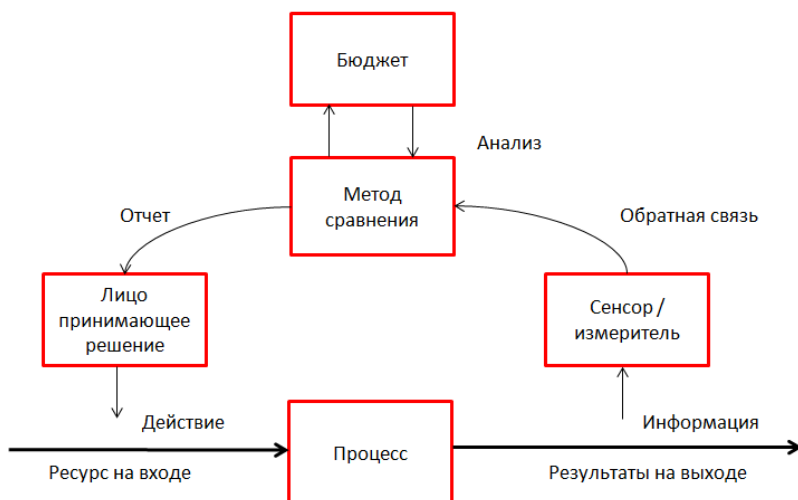 Бюджет
Анализ
Метод
сравнения
Отчет
Обратная связь
Лицо
принимающее
решение
Сенсор /
измеритель
Действие
Информация
Процесс
Ресурс на входе
Результаты на выходе